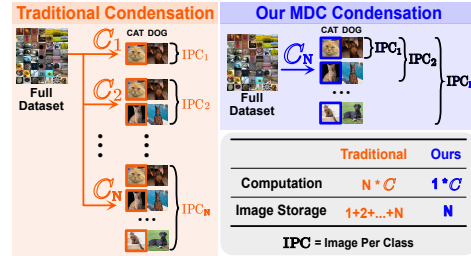 Traditional Condensation
C1
CAT DOG
IPC1
Full
Dataset
C2
IPC2
CN
...
IPCN
Our MDC Condensation
CAT DOG
CN
IPC1
IPC2
Full
Dataset
...
Traditional Ours
Computation N * C 1 * C
Image Storage 1+2+...+N N
IPC = Image Per Class